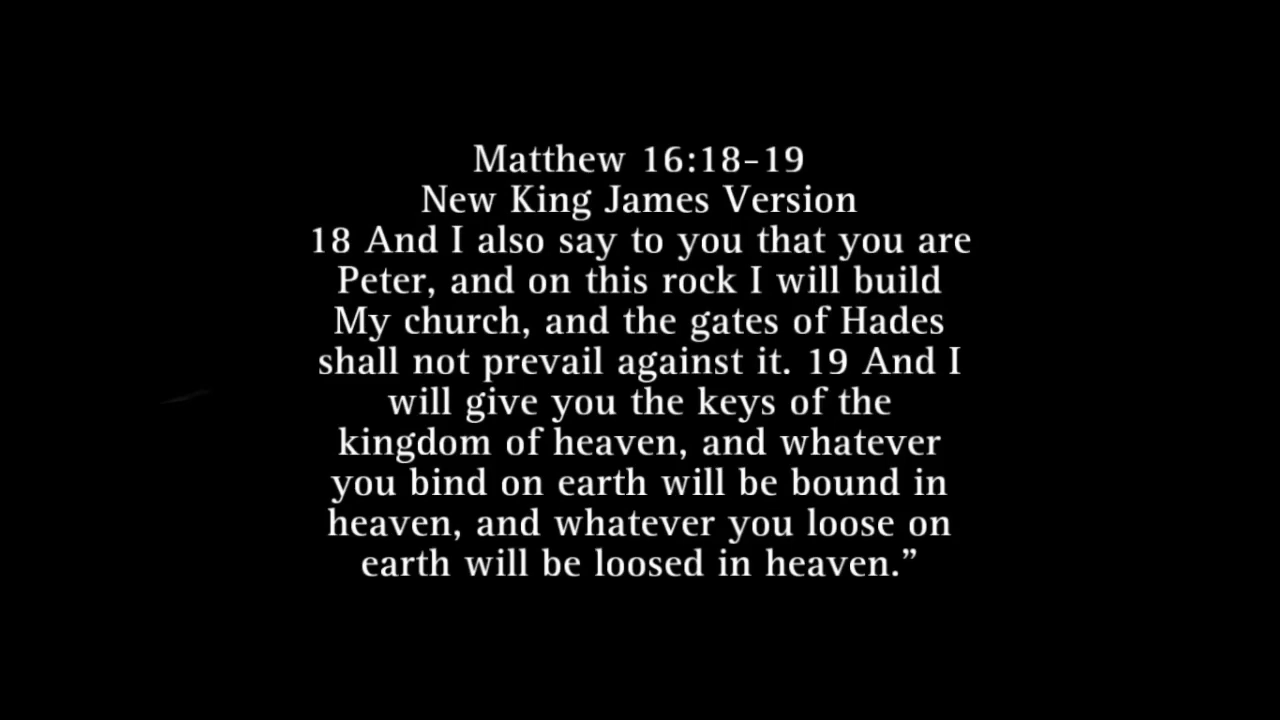 Matthew 16:18-19
New King James Version
18 And I also say to you that you are
Peter, and on this rock I will build
My church, and the gates of Hades
shall not prevail against it. 19 And I
will give you the keys of the
kingdom of heaven, and whatever
you bind on earth will be bound in
heaven, and whatever you loose on
earth will be loosed in heaven.”